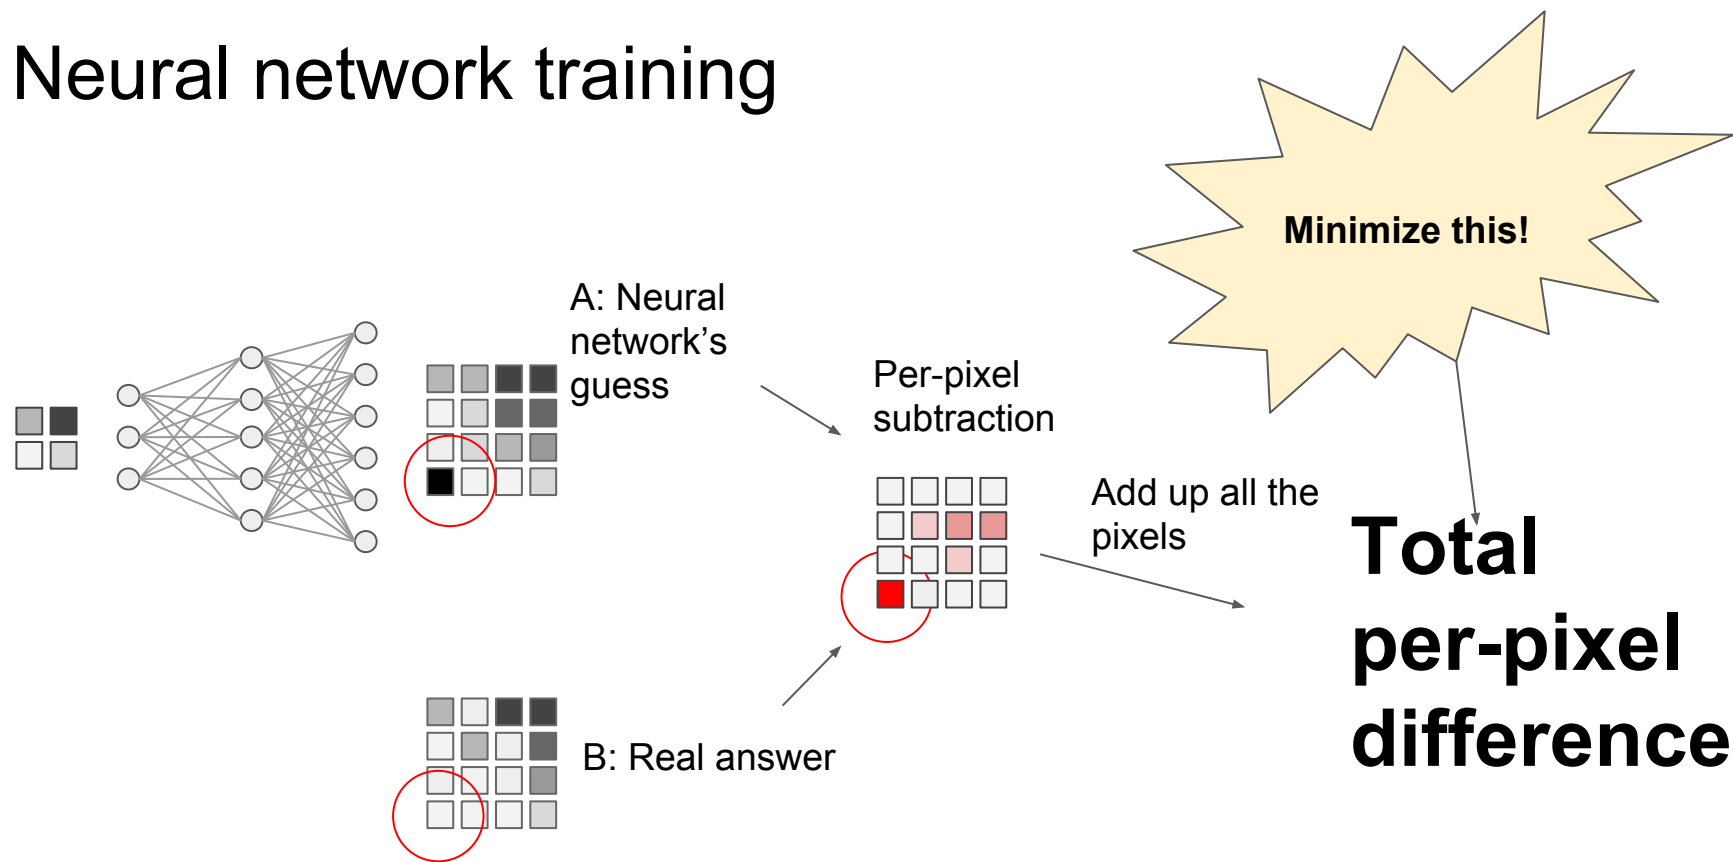 Neural network training
Minimize this!
A: Neural
network’s
guess
Per-pixel
subtraction
Add up all the
pixels
Total
per-pixel
difference
B: Real answer